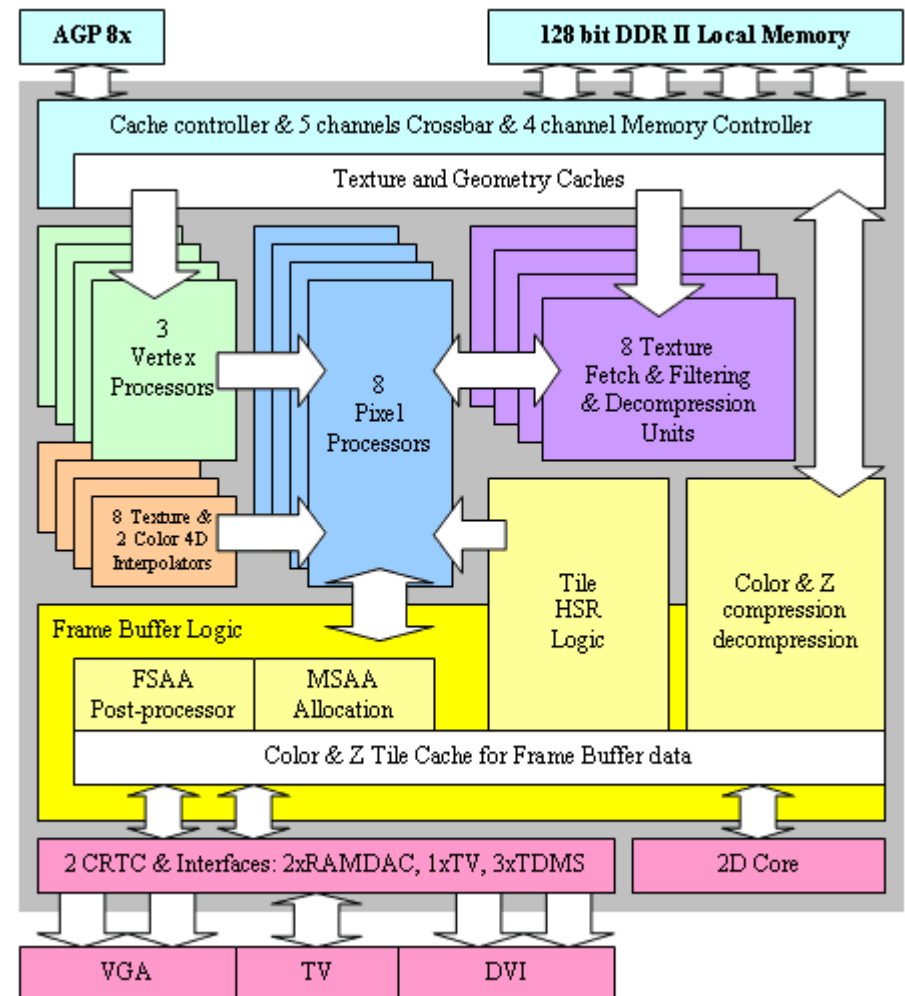 AGP 8x
128 bit DDR II Local Memory
Cache controller & 5 channels Crossbar & 4 channel Memory Controller
Texture and Geometry Caches
3
Vertex
Processors
8
Pixel
Processors
8 Texture
Fetch & Filtering
& Decompression
Units
8 Texture &
2 Color 4D
Interpolators
Tile
HSR
Logic
Color & Z
compression
decompression
Frame Buffer Logic
FSAA
Post-processor
MSAA
Allocation
Color & Z Tile Cache for Frame Buffer data
2 CRTC & Interfaces: 2xRAMDAC, 1xTV, 3xTDMS
2D Core
VGA
TV
DVI